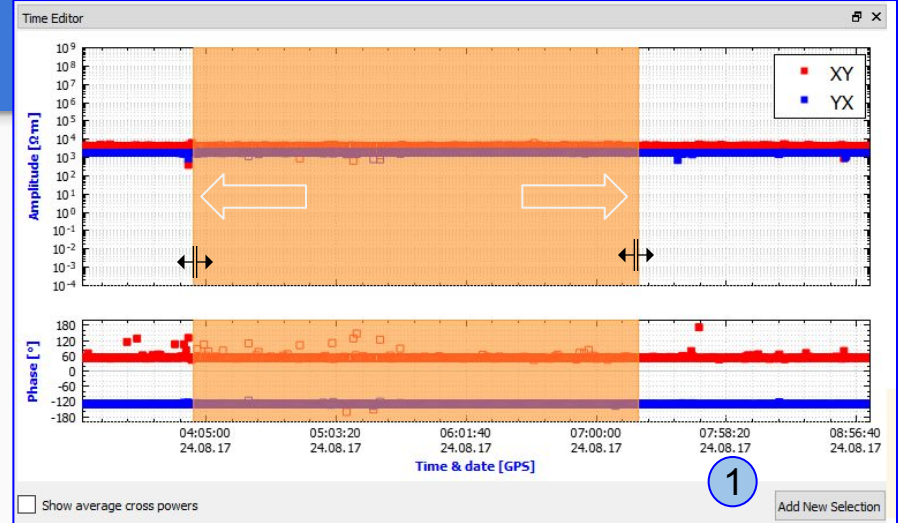 Time Editor
10⁹
10⁸
10⁷
10⁶
10⁵
10⁴
10³
10²
10¹
10⁰
10⁻¹
10⁻²
10⁻³
10⁻⁴
Amplitude [Ωm]
XY
YX
180
120
60
0
-60
-120
-180
Phase [°]
04:05:00 05:03:20 06:01:40 07:00:00 07:58:20 08:56:40
24.08.17 24.08.17 24.08.17 24.08.17 24.08.17 24.08.17
Time & date [GPS]
1
Show average cross powers
Add New Selection